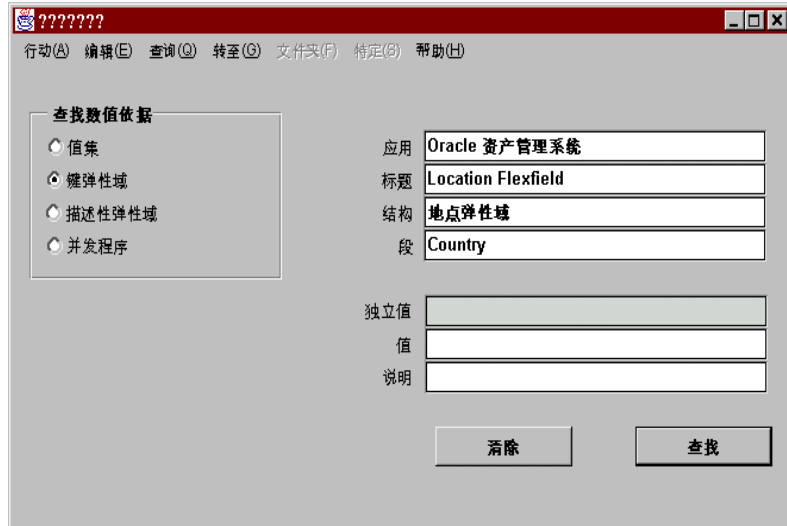 ???????
行动(A) 编辑(E) 查询(Q) 转至(G) 文件夹(F) 特定(S) 帮助(H)
查找数值依据
值集
键弹性域
描述性弹性域
并发程序
应用 Oracle 资产管理系统
标题 Location Flexfield
结构 地点弹性域
段 Country
独立值
值
说明
清除 查找